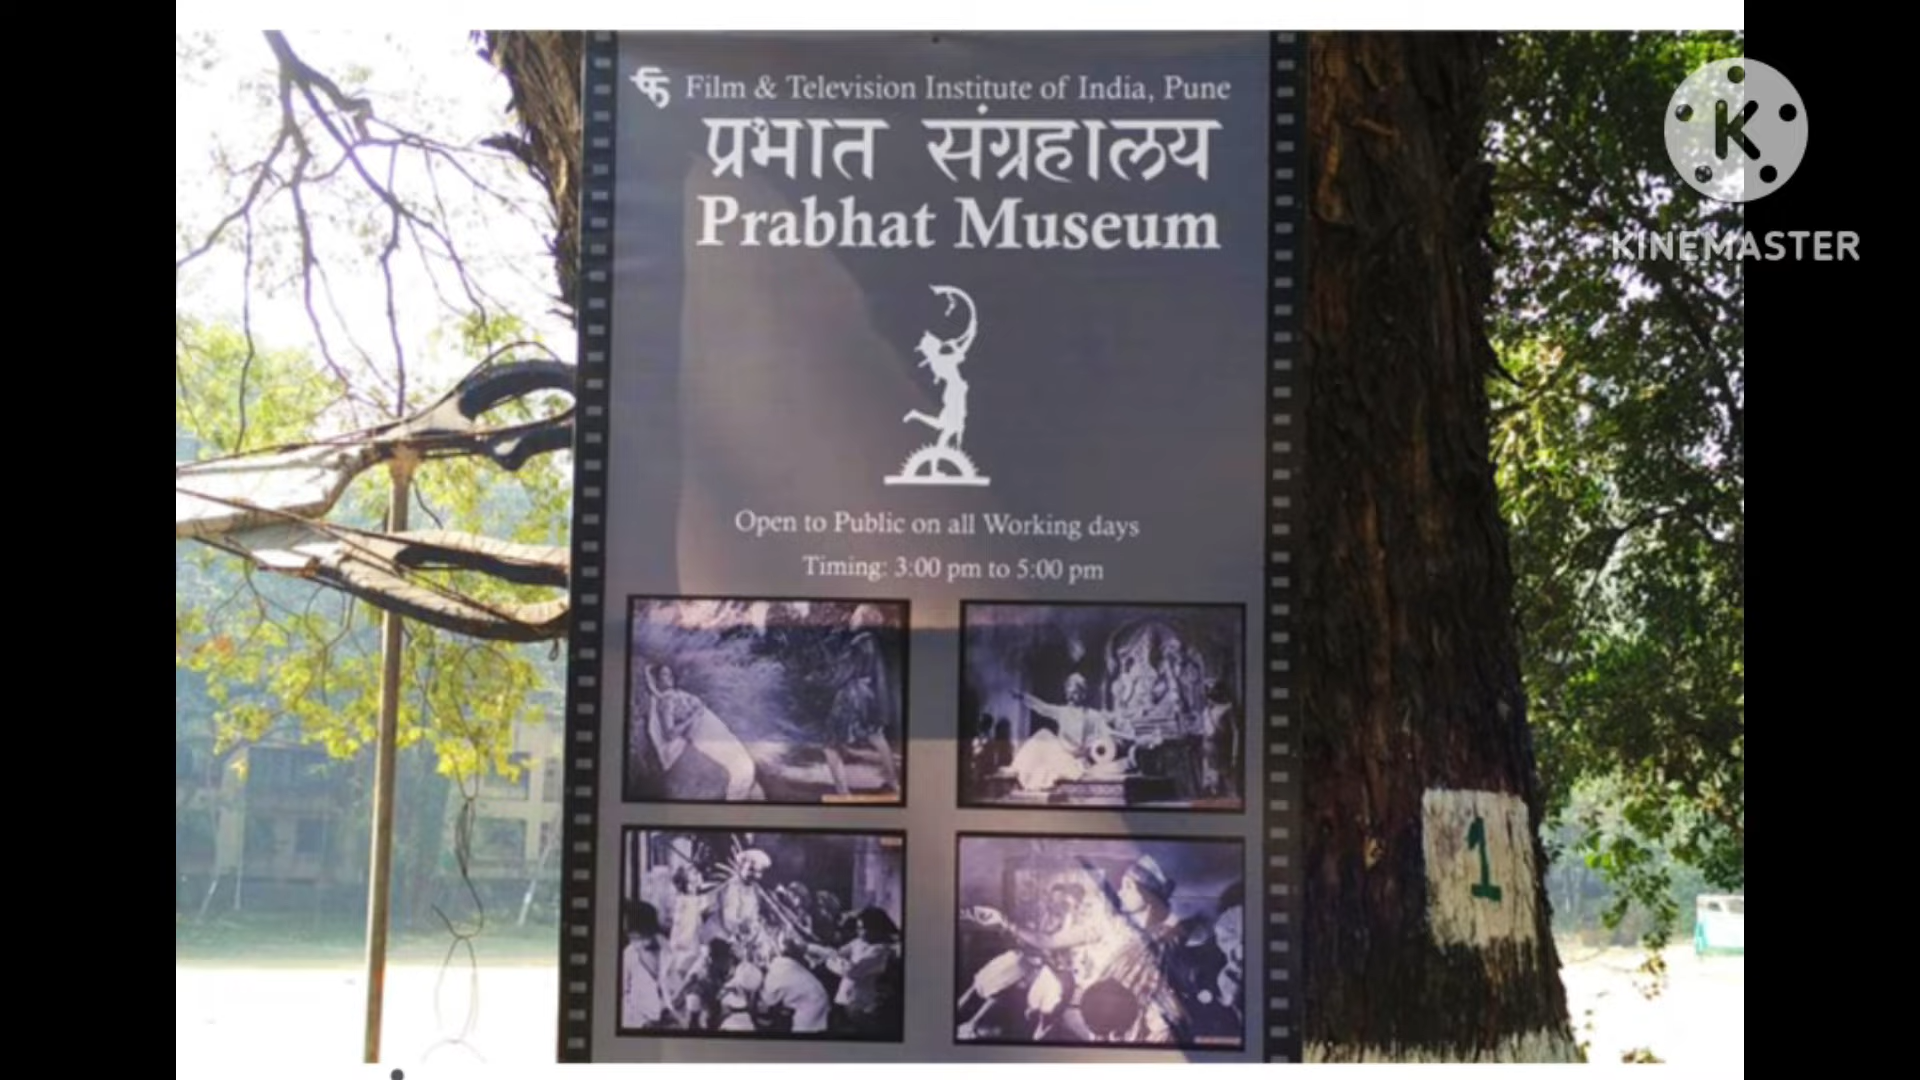 Film & Television Institute of India, Pune
प्रभात संग्रहालय
Prabhat Museum
Open to Public on all Working days
Timing: 3:00 pm to 5:00 pm
1
K
KINEMASTER